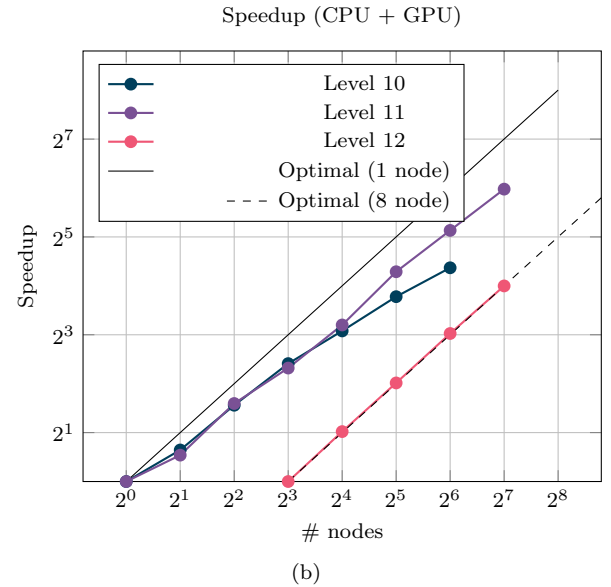 Speedup (CPU + GPU)
Level 10
Level 11
Level 12
Optimal (1 node)
Optimal (8 node)
Speedup
2^7
2^5
2^3
2^1
2^0 2^1 2^2 2^3 2^4 2^5 2^6 2^7 2^8
# nodes
(b)